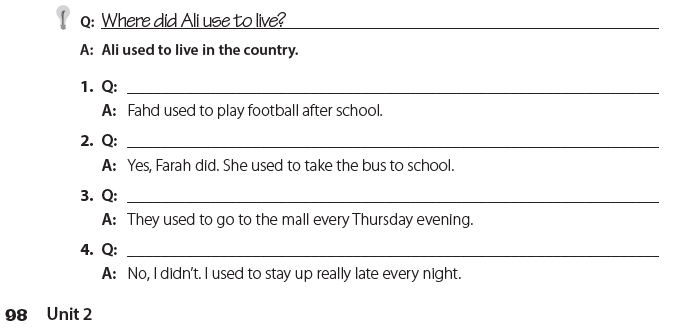 Q: Where did Ali use to live?
A: Ali used to live in the country.
1. Q:
A: Fahd used to play football after school.
2. Q:
A: Yes, Farah did. She used to take the bus to school.
3. Q:
A: They used to go to the mall every Thursday evening.
4. Q:
A: No, I didn't. I used to stay up really late every night.
98 Unit 2